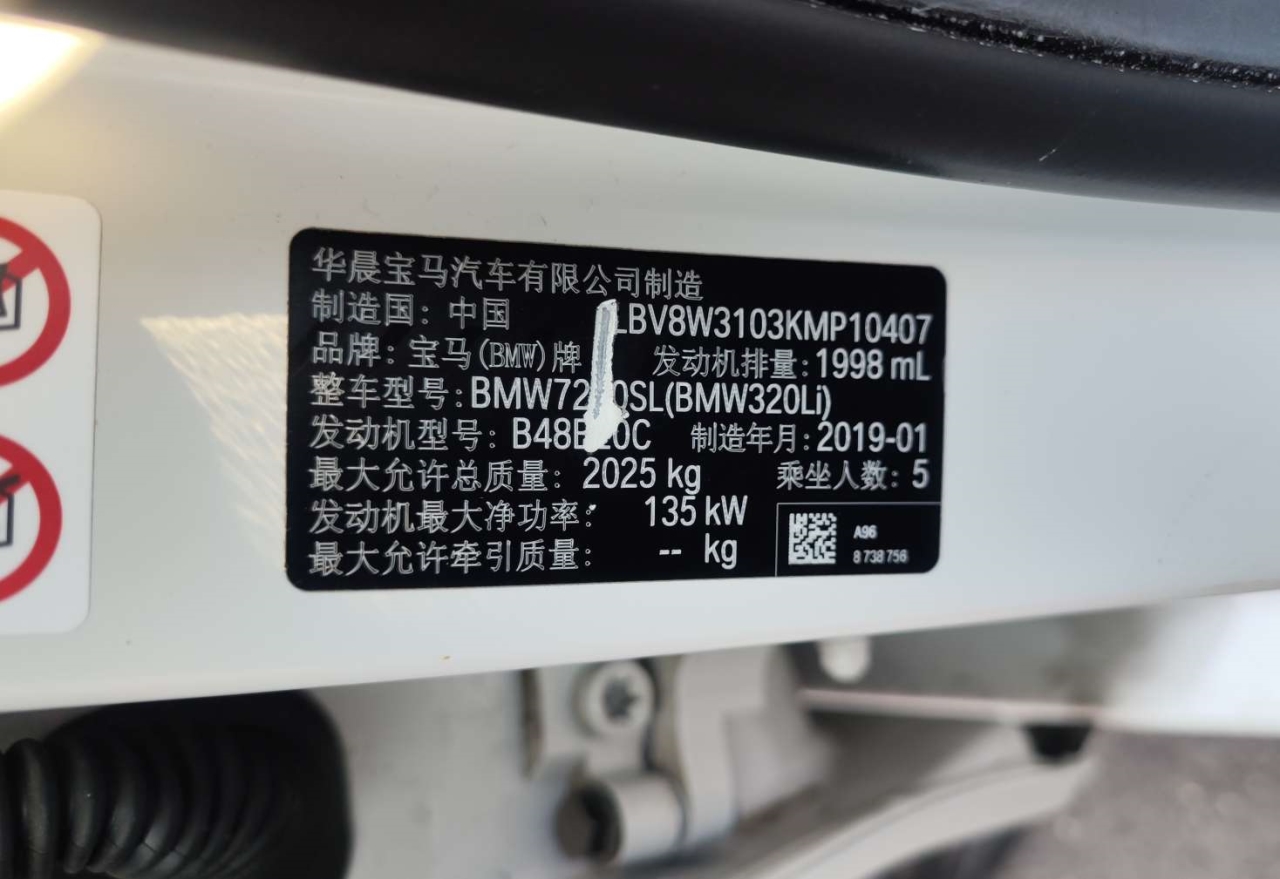 华晨宝马汽车有限公司制造
制造国：中国 LBV8W3103KMP10407
品牌：宝马(BMW)牌 发动机排量：1998 mL
整车型号：(BMW320Li)
发动机型号： 制造年月：2019-01
最大允许总质量：2025 kg 乘坐人数：5
发动机最大净功率：135 kW
最大允许牵引质量：-- kg
A96
8 738 756